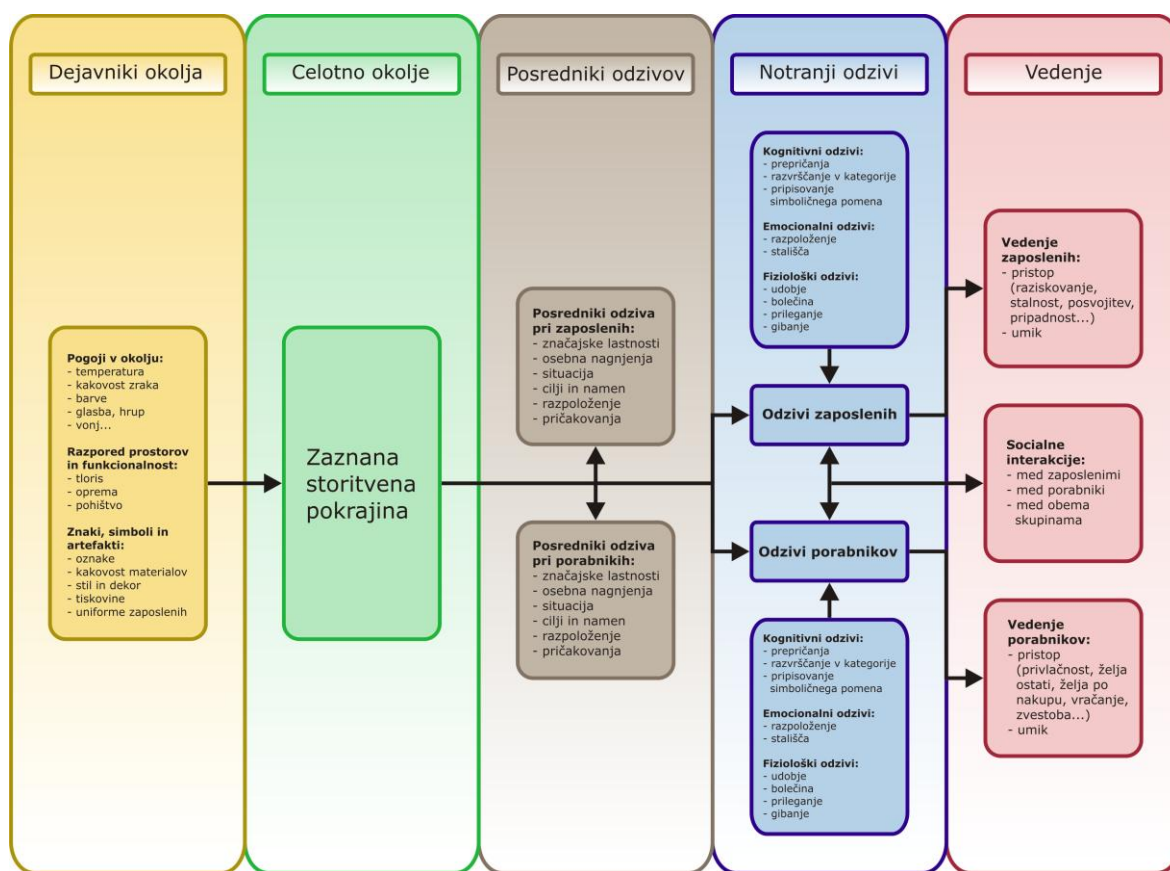 Dejavniki okolja
Celotno okolje
Posredniki odzivov
Notranji odzivi
Vedenje
Pogoji v okolju:
- temperatura
- kakovost zraka
- barve
- glasba, hrup
- vonj...
Razpored prostorov
in funkcionalnost:
- tloris
- oprema
- pohištvo
Znaki, simboli in
artefakti:
- oznake
- kakovost materialov
- stil in dekor
- tiskovine
- uniforme zaposlenih
Zaznana
storitvena
pokrajina
Posredniki odziva
pri zaposlenih:
- značajske lastnosti
- osebna nagnjenja
- situacija
- cilji in namen
- razpoloženje
- pričakovanja
Posredniki odziva
pri porabnikih:
- značajske lastnosti
- osebna nagnjenja
- situacija
- cilji in namen
- razpoloženje
- pričakovanja
Kognitivni odzivi:
- prepričanja
- razvrščanje v kategorije
- pripisovanje
simboličnega pomena
Emocionalni odzivi:
- razpoloženje
- stališča
Fiziološki odzivi:
- udobje
- bolečina
- prileganje
- gibanje
Odzivi zaposlenih
Odzivi porabnikov
Kognitivni odzivi:
- prepričanja
- razvrščanje v kategorije
- pripisovanje
simboličnega pomena
Emocionalni odzivi:
- razpoloženje
- stališča
Fiziološki odzivi:
- udobje
- bolečina
- prileganje
- gibanje
Vedenje
zaposlenih:
- pristop
(raziskovanje,
stalnost, posvojitev,
pripadnost...)
- umik
Socialne
interakcije:
- med zaposlenimi
- med porabniki
- med obema
skupinama
Vedenje
porabnikov:
- pristop
(privlačnost, želja
ostati, želja po
nakupu, vračanje,
zvestoba...)
- umik